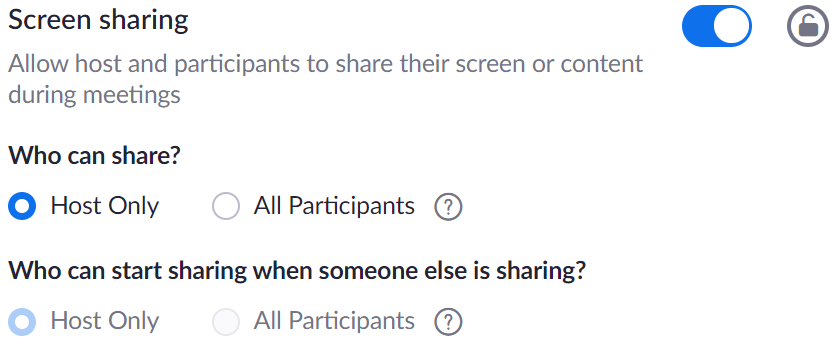 Screen sharing
Allow host and participants to share their screen or content
during meetings
Who can share?
Host Only All Participants ?
Who can start sharing when someone else is sharing?
Host Only All Participants ?